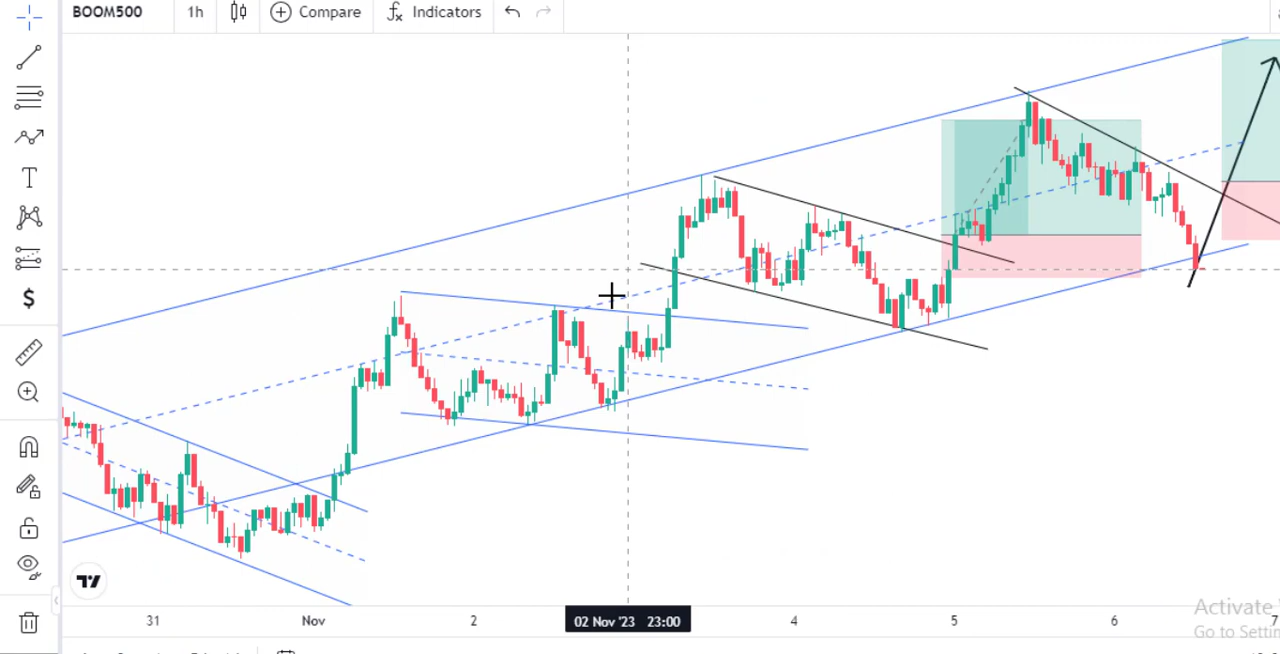 BOOM500 1h Compare Indicators
T
$
31 Nov 2 02 Nov '23 23:00 4 5 6 7
Activate
Go to Settin